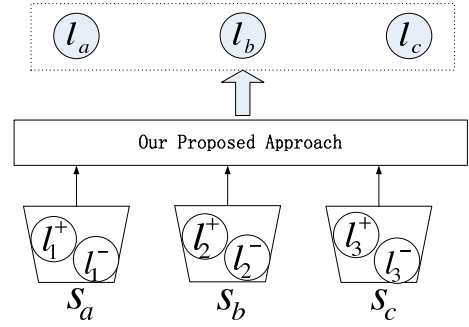 l_a l_b l_c
Our Proposed Approach
l_1^+ l_2^+ l_3^+
l_1^- l_2^- l_3^-
s_a s_b s_c